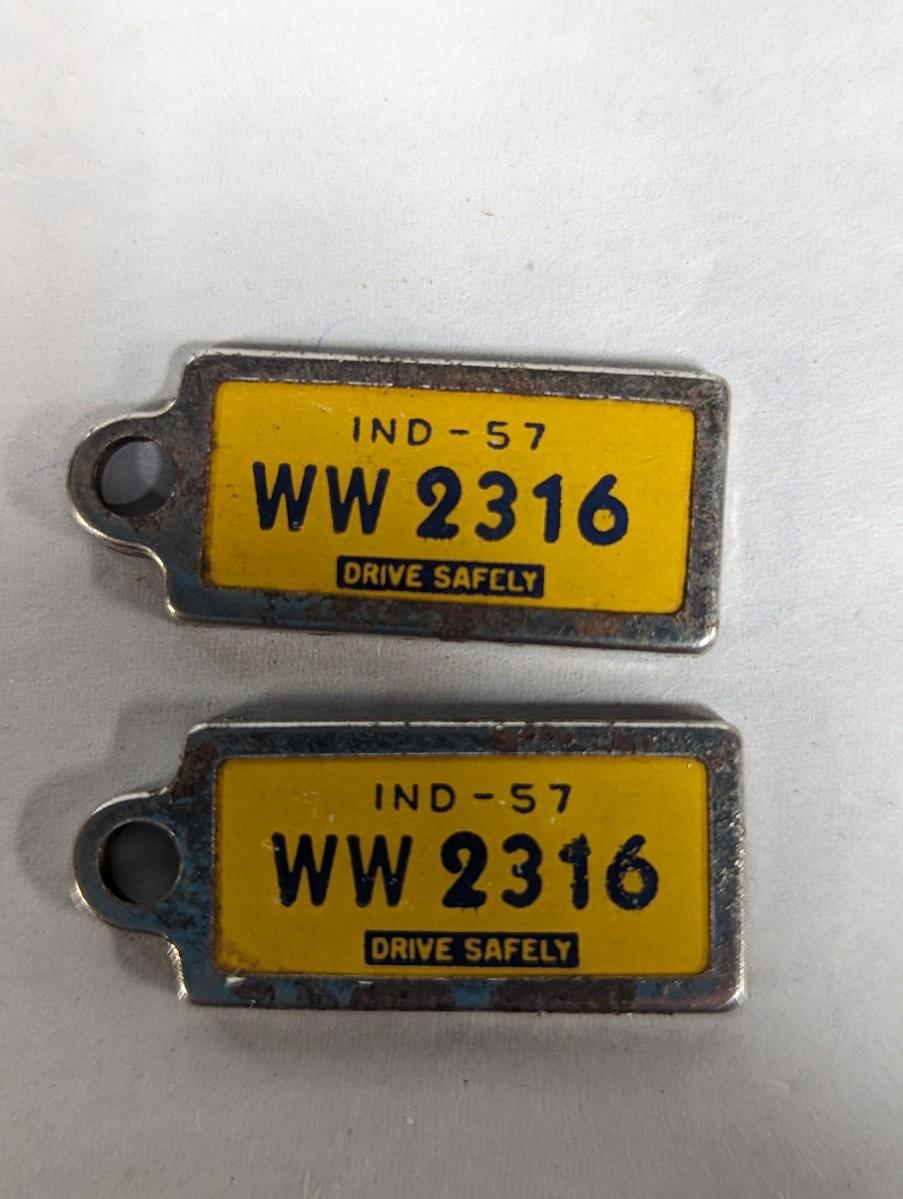 IND-57
WW 2316
DRIVE SAFELY
IND-57
WW 2316
DRIVE SAFELY